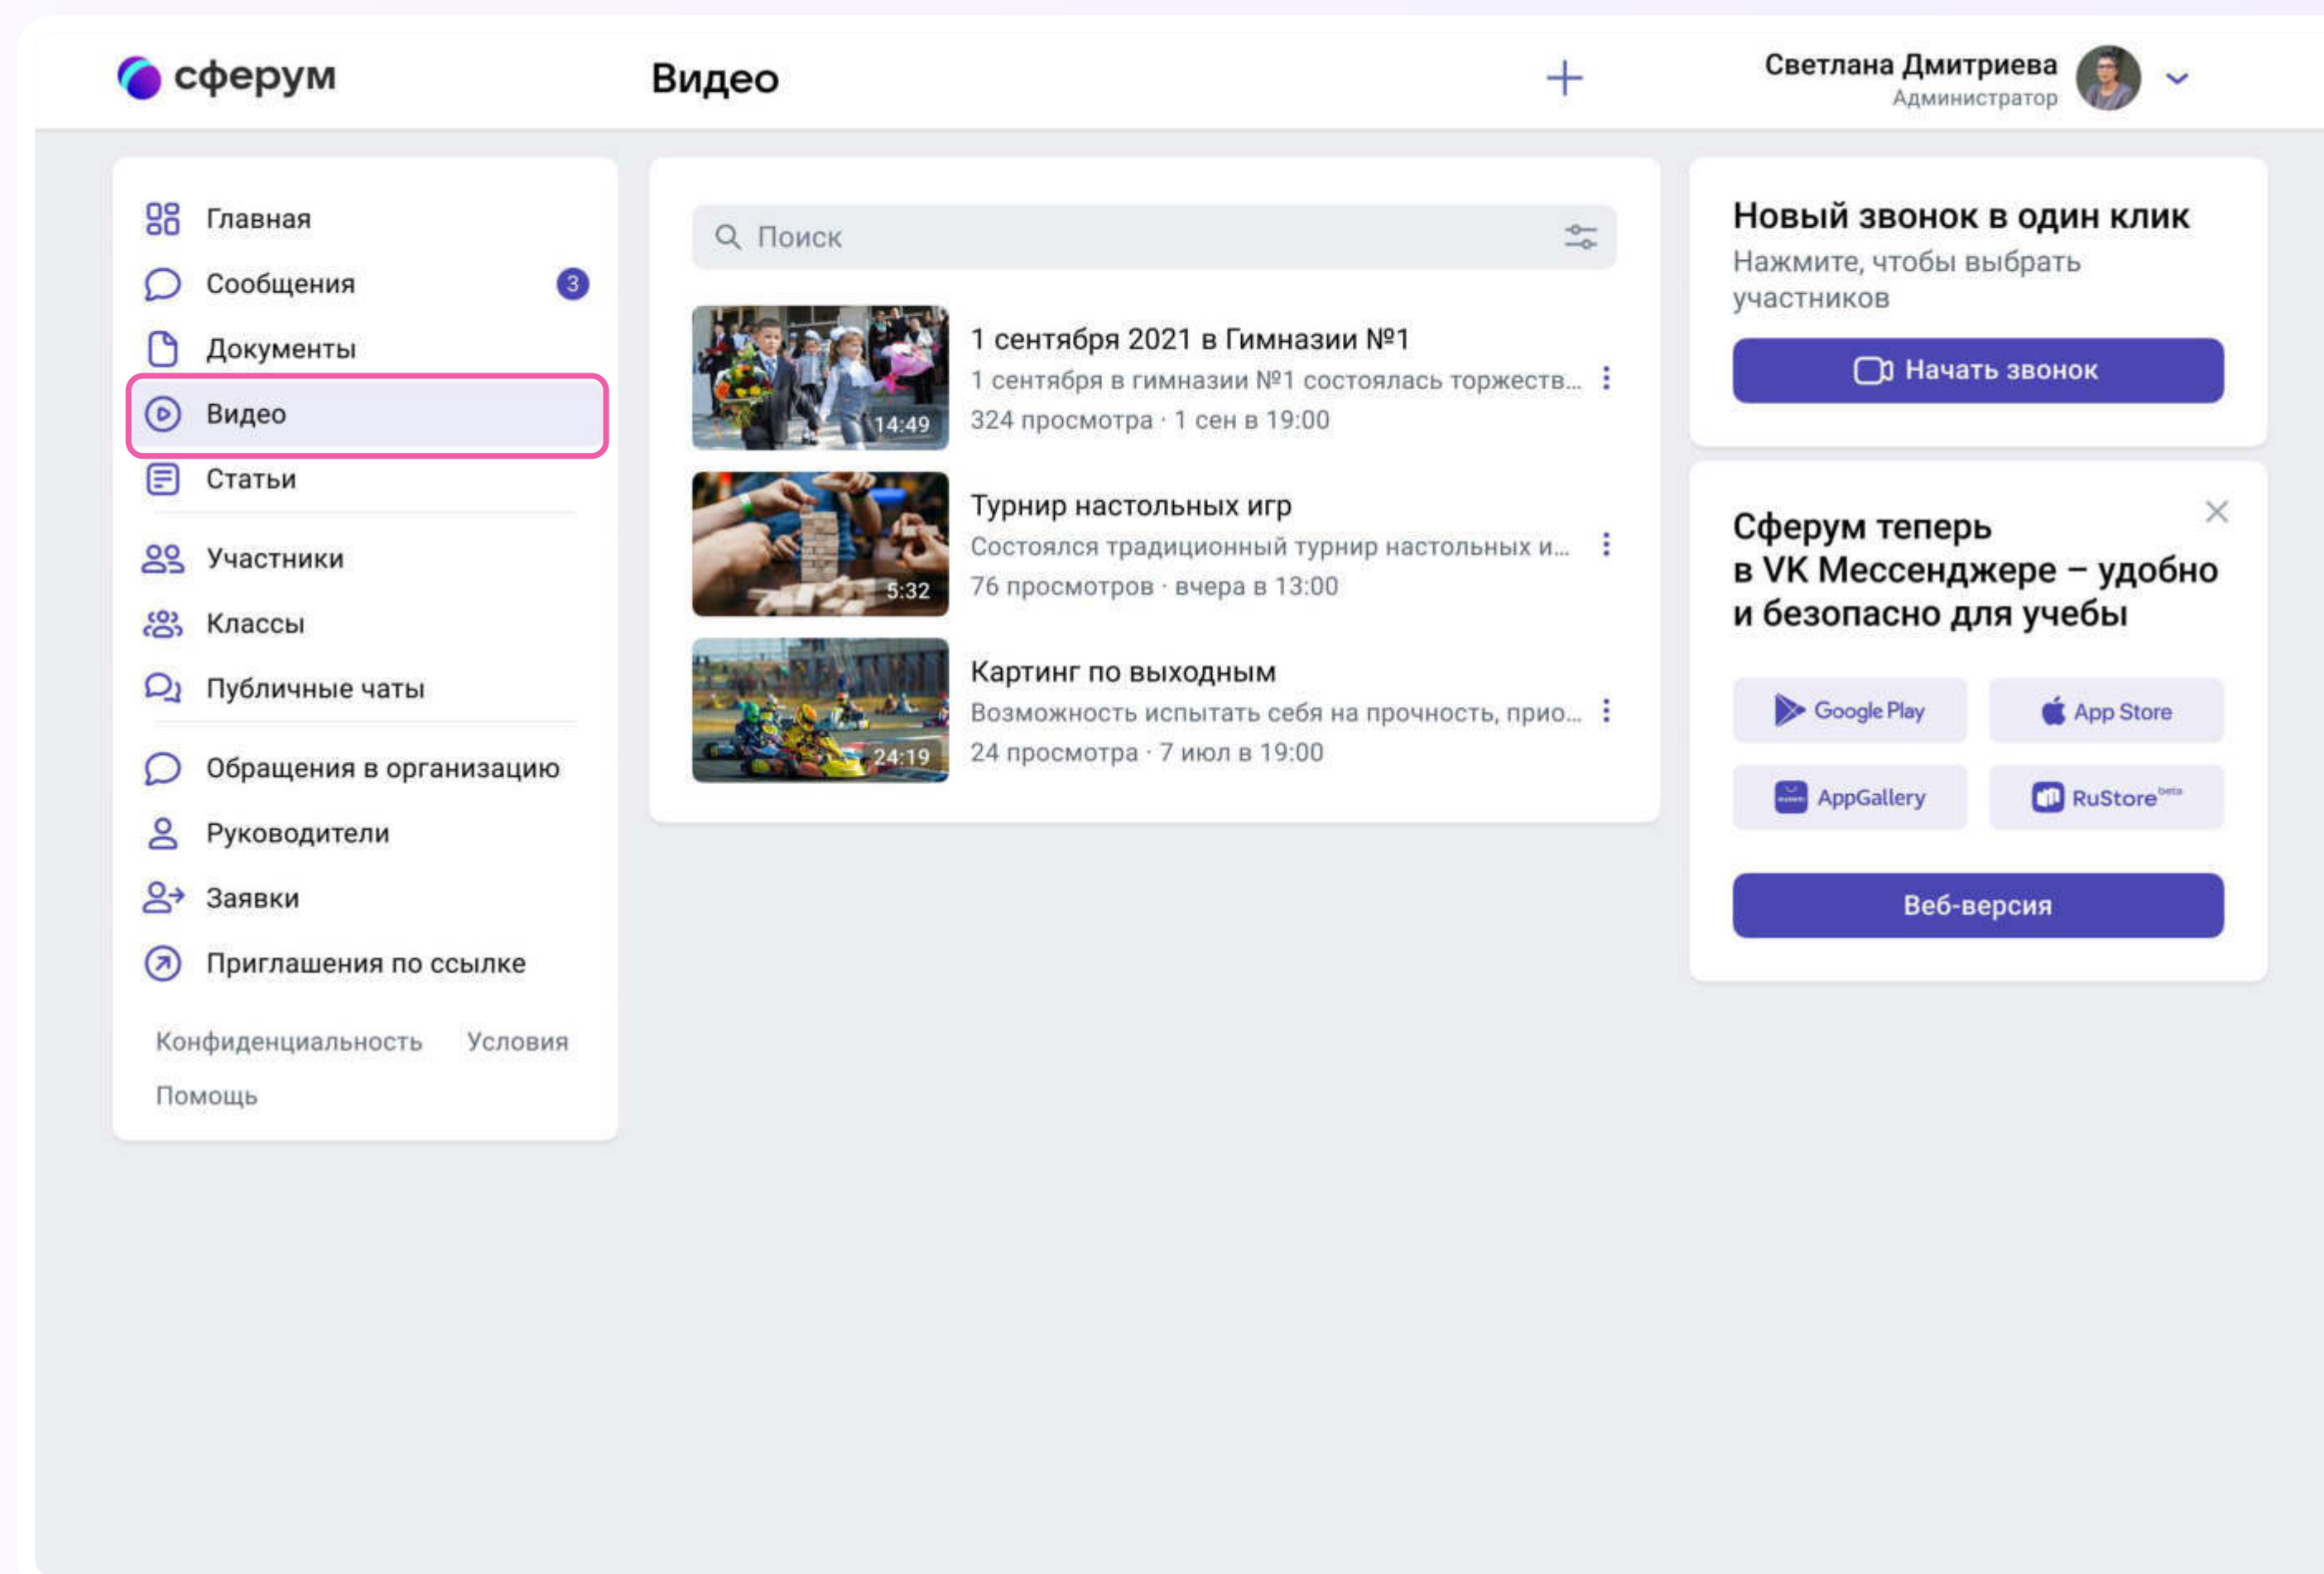 сферум
Видео
Светлана Дмитриева
Администратор
Главная
Сообщения
3
Документы
Видео
Статьи
Участники
Классы
Публичные чаты
Обращения в организацию
Руководители
Заявки
Приглашения по ссылке
Конфиденциальность Условия
Помощь
Поиск
14:49
1 сентября 2021 в Гимназии №1
1 сентября в гимназии №1 состоялась торжеств...
324 просмотра · 1 сен в 19:00
5:32
Турнир настольных игр
Состоялся традиционный турнир настольных и...
76 просмотров · вчера в 13:00
24:19
Картинг по выходным
Возможность испытать себя на прочность, прио...
24 просмотра · 7 июл в 19:00
Новый звонок в один клик
Нажмите, чтобы выбрать
участников
Начать звонок
Сферум теперь
в VK Мессенджере – удобно
и безопасно для учебы
Google Play
App Store
AppGallery
RuStore beta
Веб-версия